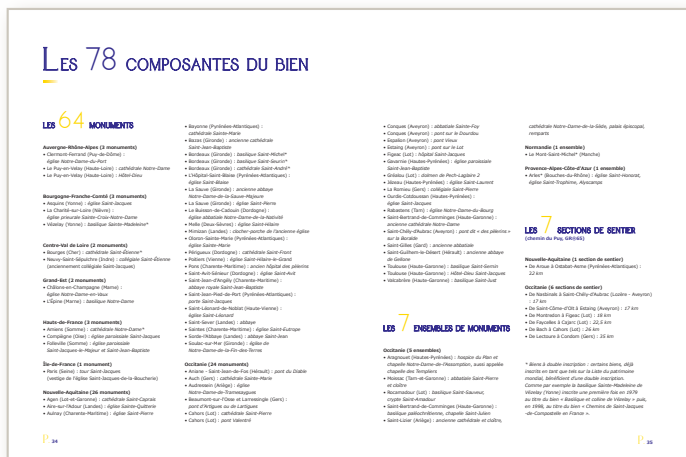 LES 78 COMPOSANTES DU BIEN
LES 64 MONUMENTS
Auvergne-Rhône-Alpes (3 monuments)
• Clermont-Ferrand (Puy-de-Dôme) :
église Notre-Dame-du-Port
• Le Puy-en-Velay (Haute-Loire) : cathédrale Notre-Dame
• Le Puy-en-Velay (Haute-Loire) : Hôtel-Dieu
Bourgogne-Franche-Comté (3 monuments)
• Asquins (Yonne) : église Saint-Jacques
• La Charité-sur-Loire (Nièvre) :
église prieurale Sainte-Croix-Notre-Dame
• Vézelay (Yonne) : basilique Sainte-Madeleine*
Centre-Val de Loire (2 monuments)
• Bourges (Cher) : cathédrale Saint-Étienne*
• Neuvy-Saint-Sépulchre (Indre) : collégiale Saint-Étienne
(anciennement collégiale Saint-Jacques)
Grand-Est (2 monuments)
• Châlons-en-Champagne (Marne) :
église Notre-Dame-en-Vaux
• L'Épine (Marne) : basilique Notre-Dame
Hauts-de-France (3 monuments)
• Amiens (Somme) : cathédrale Notre-Dame*
• Compiègne (Oise) : église paroissiale Saint-Jacques
• Folleville (Somme) : église paroissiale
Saint-Jacques-le-Majeur et Saint-Jean-Baptiste
Île-de-France (1 monument)
• Paris (Seine) : tour Saint-Jacques
(vestige de l'église Saint-Jacques-de-la-Boucherie)
Nouvelle-Aquitaine (26 monuments)
• Agen (Lot-et-Garonne) : cathédrale Saint-Caprais
• Aire-sur-l'Adour (Landes) : église Sainte-Quitterie
• Aulnay (Charente-Maritime) : église Saint-Pierre
• Bayonne (Pyrénées-Atlantiques) :
cathédrale Sainte-Marie
• Bazas (Gironde) : ancienne cathédrale
Saint-Jean-Baptiste
• Bordeaux (Gironde) : basilique Saint-Michel*
• Bordeaux (Gironde) : basilique Saint-Seurin*
• Bordeaux (Gironde) : cathédrale Saint-André*
• L'Hôpital-Saint-Blaise (Pyrénées-Atlantiques) :
église Saint-Blaise
• La Sauve (Gironde) : ancienne abbaye
Notre-Dame-de-la-Sauve-Majeure
• La Sauve (Gironde) : église Saint-Pierre
• Le Buisson-de-Cadouin (Dordogne) :
église abbatiale Notre-Dame-de-la-Nativité
• Melle (Deux-Sèvres) : église Saint-Hilaire
• Mimizan (Landes) : clocher-porche de l'ancienne église
• Oloron-Sainte-Marie (Pyrénées-Atlantiques) :
église Sainte-Marie
• Périgueux (Dordogne) : cathédrale Saint-Front
• Poitiers (Vienne) : église Saint-Hilaire-le-Grand
• Pons (Charente-Maritime) : ancien hôpital des pèlerins
• Saint-Avit-Sénieur (Dordogne) : église Saint-Avit
• Saint-Jean-d'Angély (Charente-Maritime) :
abbaye royale Saint-Jean-Baptiste
• Saint-Jean-Pied-de-Port (Pyrénées-Atlantiques) :
porte Saint-Jacques
• Saint-Léonard-de-Noblat (Haute-Vienne) :
église Saint-Léonard
• Saint-Sever (Landes) : abbaye
• Saintes (Charente-Maritime) : église Sainte-Eutrope
• Sorde-l'Abbaye (Landes) : abbaye Saint-Jean
• Soulac-sur-Mer (Gironde) : église de
Notre-Dame-de-la-Fin-des-Terres
Occitanie (24 monuments)
• Aniane - Saint-Jean-de-Fos (Hérault) : pont du Diable
• Auch (Gers) : cathédrale Sainte-Marie
• Audressein (Ariège) : église
Notre-Dame-de-Tramesaygues
• Beaumont-sur-l'Osse et Larressingle (Gers) :
pont d'Artigues ou de Lartigues
• Cahors (Lot) : cathédrale Saint-Pierre
• Cahors (Lot) : pont Valentré
• Conques (Aveyron) : abbatiale Sainte-Foy
• Conques (Aveyron) : pont sur le Dourdou
• Espalion (Aveyron) : pont Vieux
• Estaing (Aveyron) : pont sur le Lot
• Figeac (Lot) : hôpital Saint-Jacques
• Gavarnie (Hautes-Pyrénées) : église paroissiale
Saint-Jean-Baptiste
• Gréalou (Lot) : dolmen de Pech-Laglaire 2
• Jézeau (Hautes-Pyrénées) : église Saint-Laurent
• La Romieu (Gers) : collégiale Saint-Pierre
• Ourdis-Cotdoussan (Hautes-Pyrénées) :
église Saint-Jacques
• Rabastens (Tarn) : église Notre-Dame-du-Bourg
• Saint-Bertrand-de-Comminges (Haute-Garonne) :
ancienne cathédrale Notre-Dame
• Saint-Chély-d'Aubrac (Aveyron) : pont dit « des pèlerins »
sur la Boralde
• Saint-Gilles (Gard) : ancienne abbatiale
• Saint-Guilhem-le-Désert (Hérault) : ancienne abbaye
de Gellone
• Toulouse (Haute-Garonne) : basilique Saint-Sernin
• Toulouse (Haute-Garonne) : Hôtel-Dieu Saint-Jacques
• Valcabrère (Haute-Garonne) : basilique Saint-Just
LES 7 ENSEMBLES DE MONUMENTS
Occitanie (5 ensembles)
• Aragnouet (Hautes-Pyrénées) : hospice du Plan et
chapelle Notre-Dame-de-l'Assomption, aussi appelée
chapelle des Templiers
• Moissac (Tarn-et-Garonne) : abbatiale Saint-Pierre
et cloître
• Rocamadour (Lot) : basilique Saint-Sauveur,
crypte Saint-Amadour
• Saint-Bertrand-de-Comminges (Haute-Garonne) :
basilique paléochrétienne, chapelle Saint-Julien
• Saint-Lizier (Ariège) : ancienne cathédrale et cloître,
cathédrale Notre-Dame-de-la-Sède, palais épiscopal,
remparts
Normandie (1 ensemble)
• Le Mont-Saint-Michel* (Manche)
Provence-Alpes-Côte-d'Azur (1 ensemble)
• Arles* (Bouches-du-Rhône) : église Saint-Honorat,
église Saint-Trophime, Alyscamps
LES 7 SECTIONS DE SENTIER
(chemin du Puy, GR®65)
Nouvelle-Aquitaine (1 section de sentier)
• De Aroue à Ostabat-Asme (Pyrénées-Atlantiques) :
22 km
Occitanie (6 sections de sentier)
• De Nasbinals à Saint-Chély-d'Aubrac (Lozère - Aveyron)
: 17 km
• De Saint-Côme-d'Olt à Estaing (Aveyron) : 17 km
• De Montredon à Figeac (Lot) : 18 km
• De Faycelles à Cajarc (Lot) : 22,5 km
• De Bach à Cahors (Lot) : 26 km
• De Lectoure à Condom (Gers) : 35 km
* Biens à double inscription : certains biens, déjà
inscrits en tant que tels sur la Liste du patrimoine
mondial, bénéficient d'une double inscription.
Comme par exemple la basilique Sainte-Madeleine de
Vézelay (Yonne) inscrite une première fois en 1979
au titre du bien « Basilique et colline de Vézelay » puis,
en 1998, au titre du bien « Chemins de Saint-Jacques
-de-Compostelle en France ».
P 34
P 35